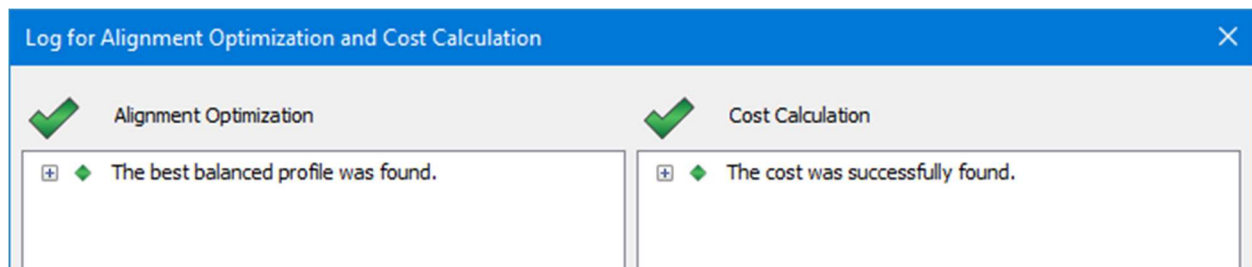 Log for Alignment Optimization and Cost Calculation
Alignment Optimization
Cost Calculation
The best balanced profile was found.
The cost was successfully found.